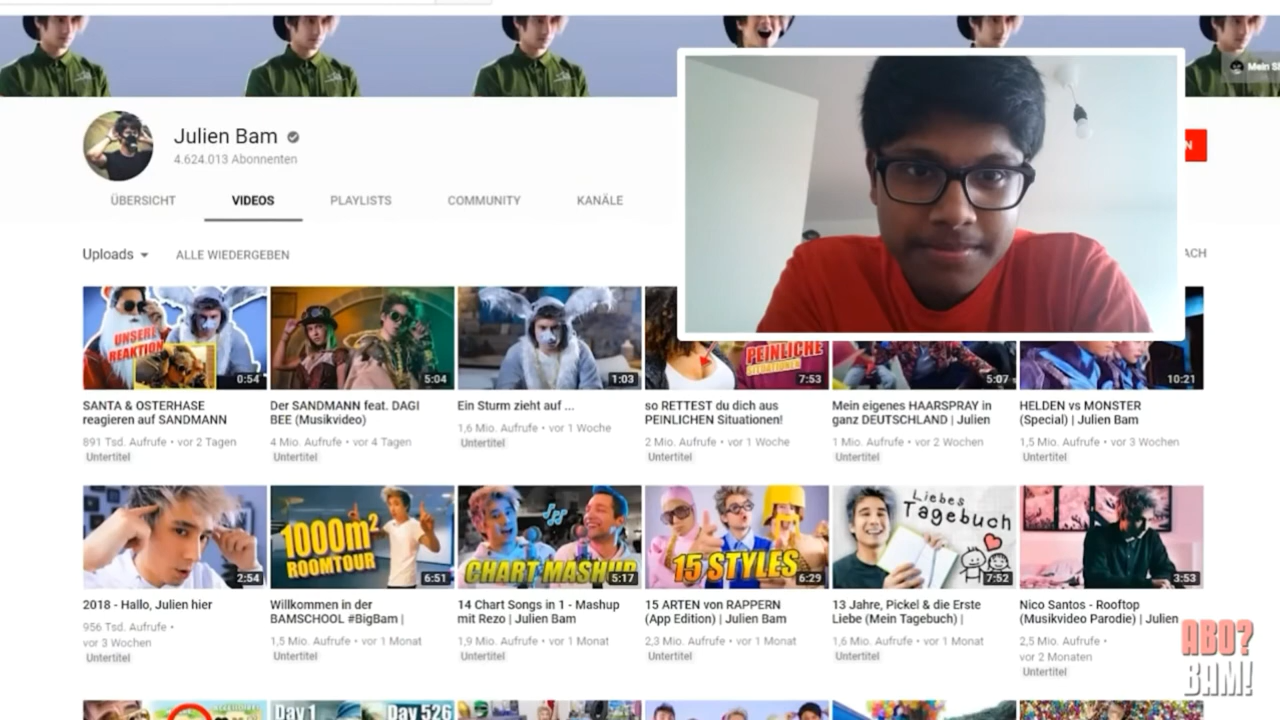 Mein S
Julien Bam
4.624.013 Abonnenten
N
ÜBERSICHT VIDEOS PLAYLISTS COMMUNITY KANÄLE
Uploads ALLE WIEDERGEBEN
ACH
UNSERE
REAKTION
0:54
5:04
1:03
PEINLICHE
SITUATIONEN
7:53
5:07
10:21
SANTA & OSTERHASE
reagieren auf SANDMANN
891 Tsd. Aufrufe • vor 2 Tagen
Untertitel
Der SANDMANN feat. DAGI
BEE (Musikvideo)
4 Mio. Aufrufe • vor 4 Tagen
Untertitel
Ein Sturm zieht auf ...
1,6 Mio. Aufrufe • vor 1 Woche
Untertitel
so RETTEST du dich aus
PEINLICHEN Situationen!
2 Mio. Aufrufe • vor 1 Woche
Untertitel
Mein eigenes HAARSPRAY in
ganz DEUTSCHLAND | Julien
1 Mio. Aufrufe • vor 2 Wochen
Untertitel
HELDEN vs MONSTER
(Special) | Julien Bam
1,5 Mio. Aufrufe • vor 3 Wochen
Untertitel
2:54
1000m²
ROOMTOUR
6:51
CHART MASHUP
5:17
15 STYLES
6:29
Liebes
Tagebuch
7:52
3:53
2018 - Hallo, Julien hier
956 Tsd. Aufrufe •
vor 3 Wochen
Untertitel
Willkommen in der
BAMSCHOOL #BigBam |
1,5 Mio. Aufrufe • vor 1 Monat
Untertitel
14 Chart Songs in 1 - Mashup
mit Rezo | Julien Bam
1,9 Mio. Aufrufe • vor 1 Monat
Untertitel
15 ARTEN von RAPPERN
(App Edition) | Julien Bam
2,3 Mio. Aufrufe • vor 1 Monat
Untertitel
13 Jahre, Pickel & die Erste
Liebe (Mein Tagebuch) |
1,6 Mio. Aufrufe • vor 1 Monat
Untertitel
Nico Santos - Rooftop
(Musikvideo Parodie) | Julien
2,5 Mio. Aufrufe •
vor 2 Monaten
Untertitel
ABO?
BAM!
Day 1 Day 526